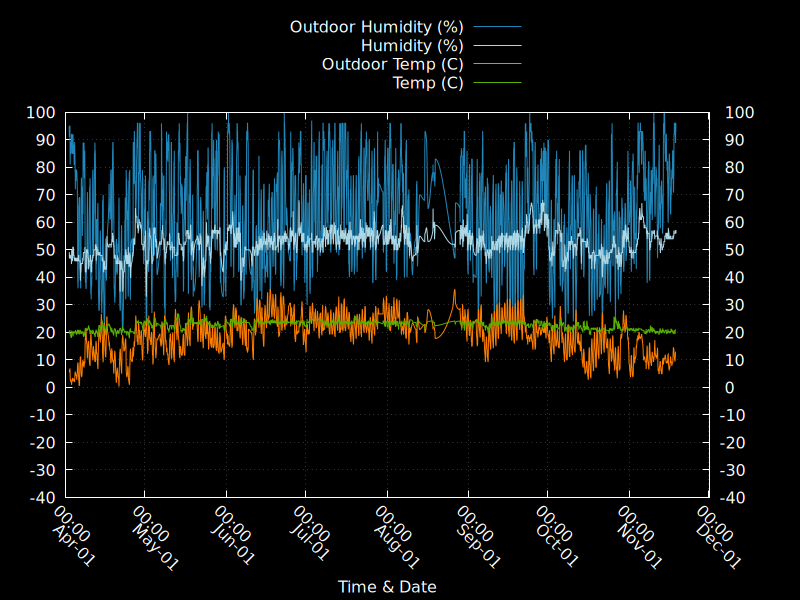 Outdoor Humidity (%)
Humidity (%)
Outdoor Temp (C)
Temp (C)
100 100
90 90
80 80
70 70
60 60
50 50
40 40
30 30
20 20
10 10
0 0
-10 -10
-20 -20
-30 -30
-40 -40
00:00 Apr-01
00:00 May-01
00:00 Jun-01
00:00 Jul-01
00:00 Aug-01
00:00 Sep-01
00:00 Oct-01
00:00 Nov-01
00:00 Dec-01
Time & Date